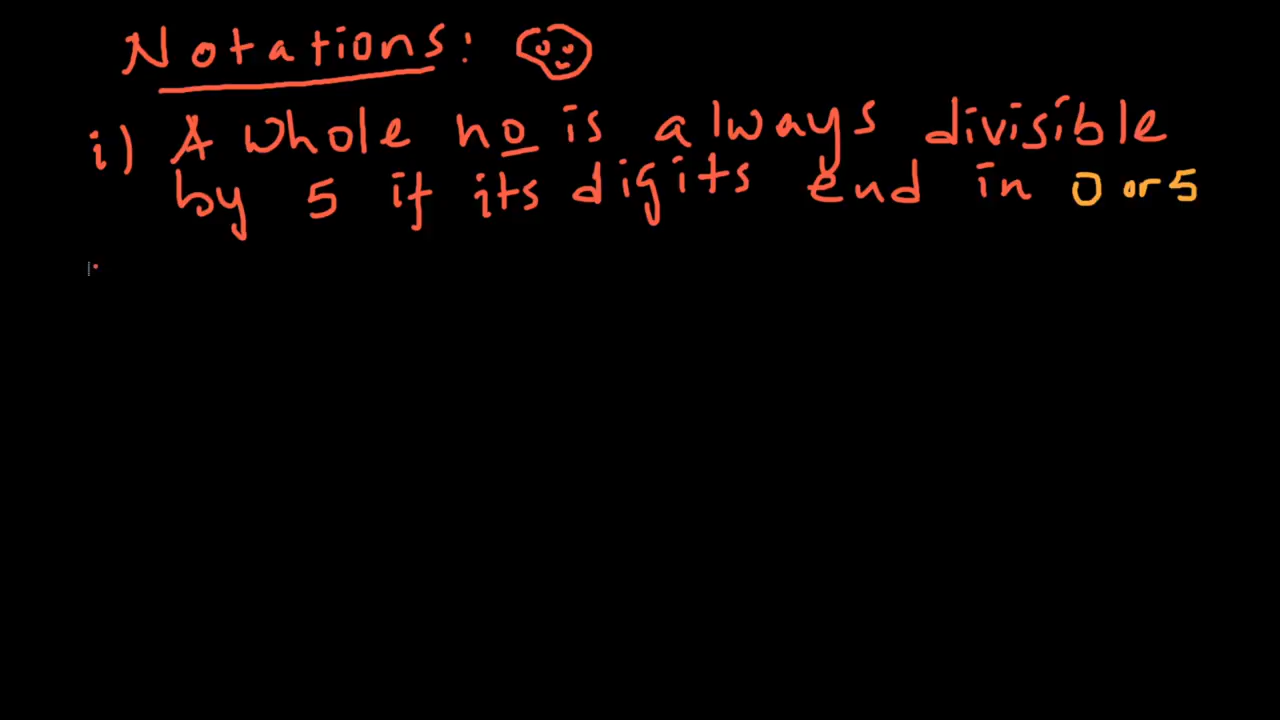 Notations:
i) A whole no is always divisible
by 5 if its digits end in 0 or 5